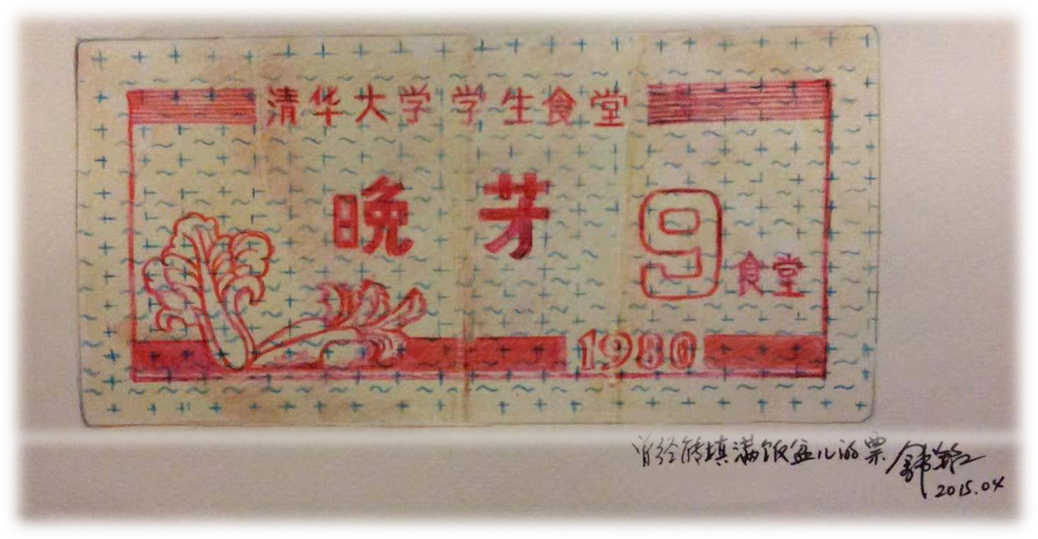 清华大学学生食堂
晚 芽
9食堂
1980
曾经能填满饭盆儿的票
2015.04